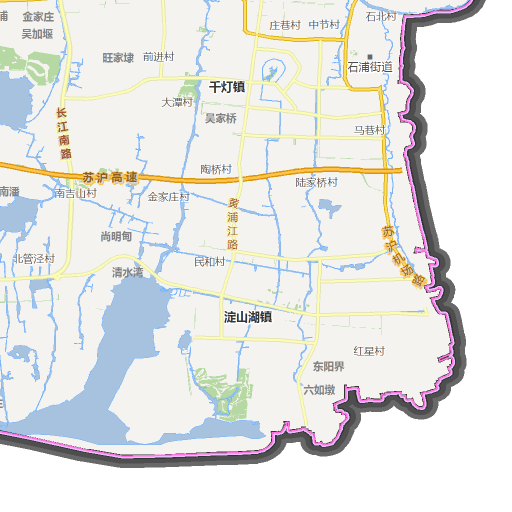 浦
金家庄
吴加堰
庄巷村
中节村
石北村
旺家埭
前进村
石浦街道
千灯镇
大潭村
长江南路
吴家桥
马巷村
苏沪高速
陶桥村
陆家桥村
南潘
南吉山村
金家庄村
黄浦江路
尚明甸
苏沪机场路
北管泾村
民和村
清水湾
淀山湖镇
红星村
东阳界
六如墩